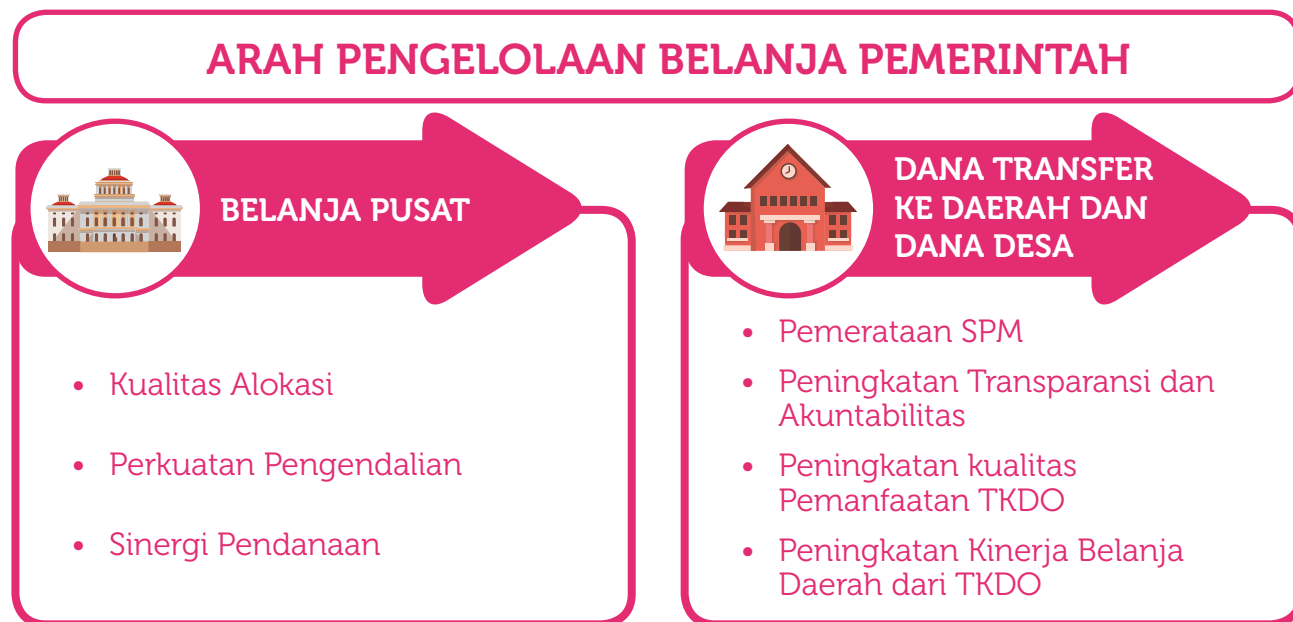 ARAH PENGELOLAAN BELANJA PEMERINTAH
BELANJA PUSAT
• Kualitas Alokasi
• Perkuatan Pengendalian
• Sinergi Pendanaan
DANA TRANSFER
KE DAERAH DAN
DANA DESA
• Pemerataan SPM
• Peningkatan Transparansi dan
Akuntabilitas
• Peningkatan kualitas
Pemanfaatan TKDO
• Peningkatan Kinerja Belanja
Daerah dari TKDO